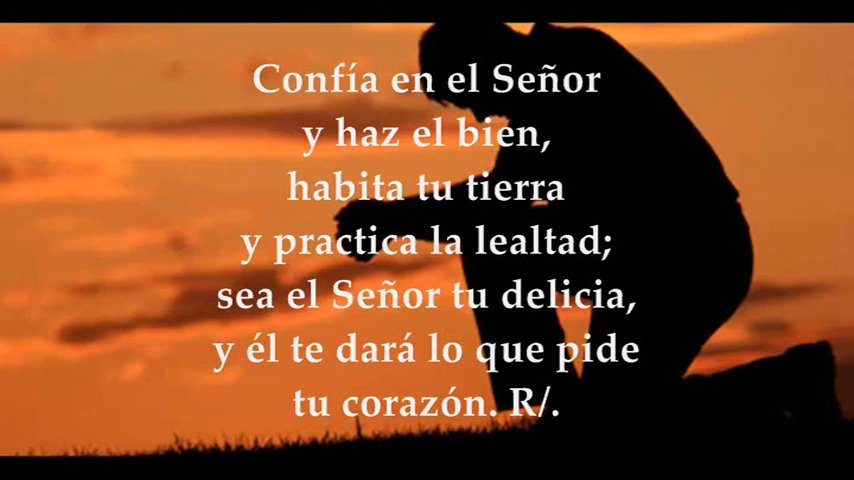 Confía en el Señor
y haz el bien,
habita tu tierra
y practica la lealtad;
sea el Señor tu delicia,
y él te dará lo que pide
tu corazón. R/.